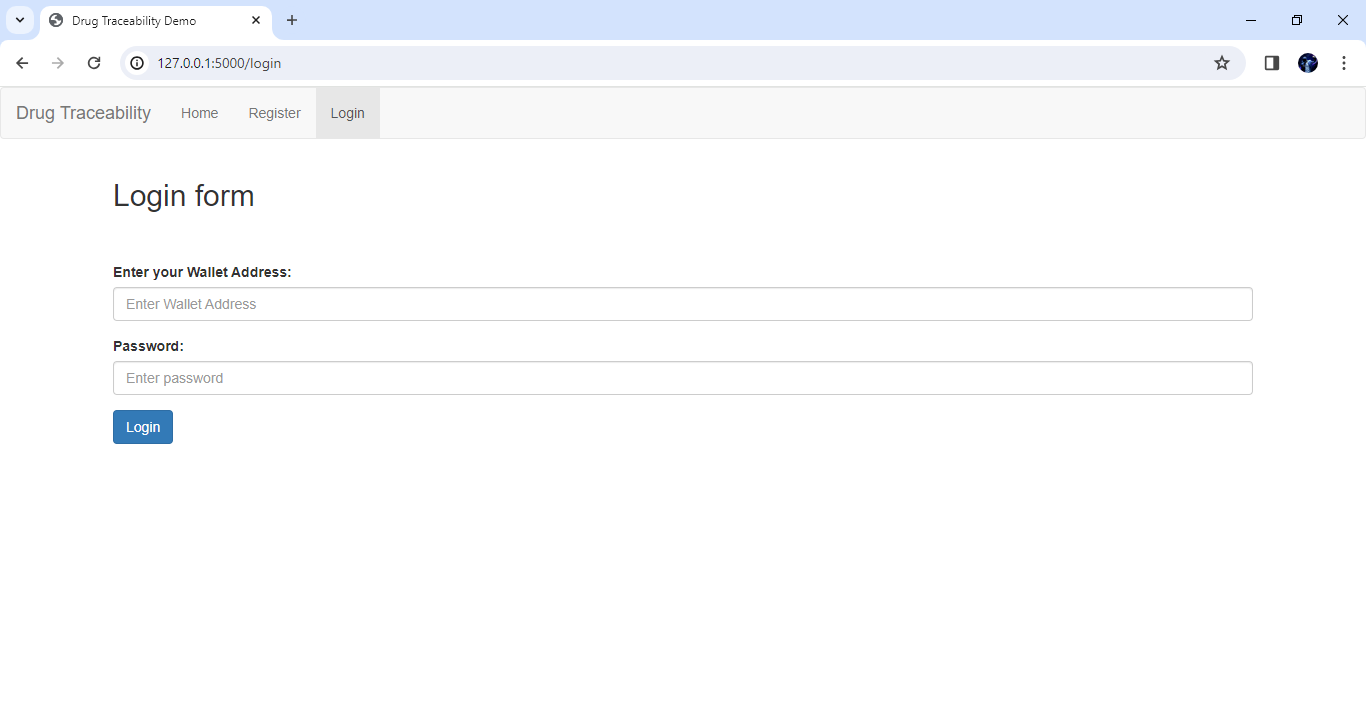 Drug Traceability Demo
127.0.0.1:5000/login
Drug Traceability Home Register Login
Login form
Enter your Wallet Address:
Enter Wallet Address
Password:
Enter password
Login